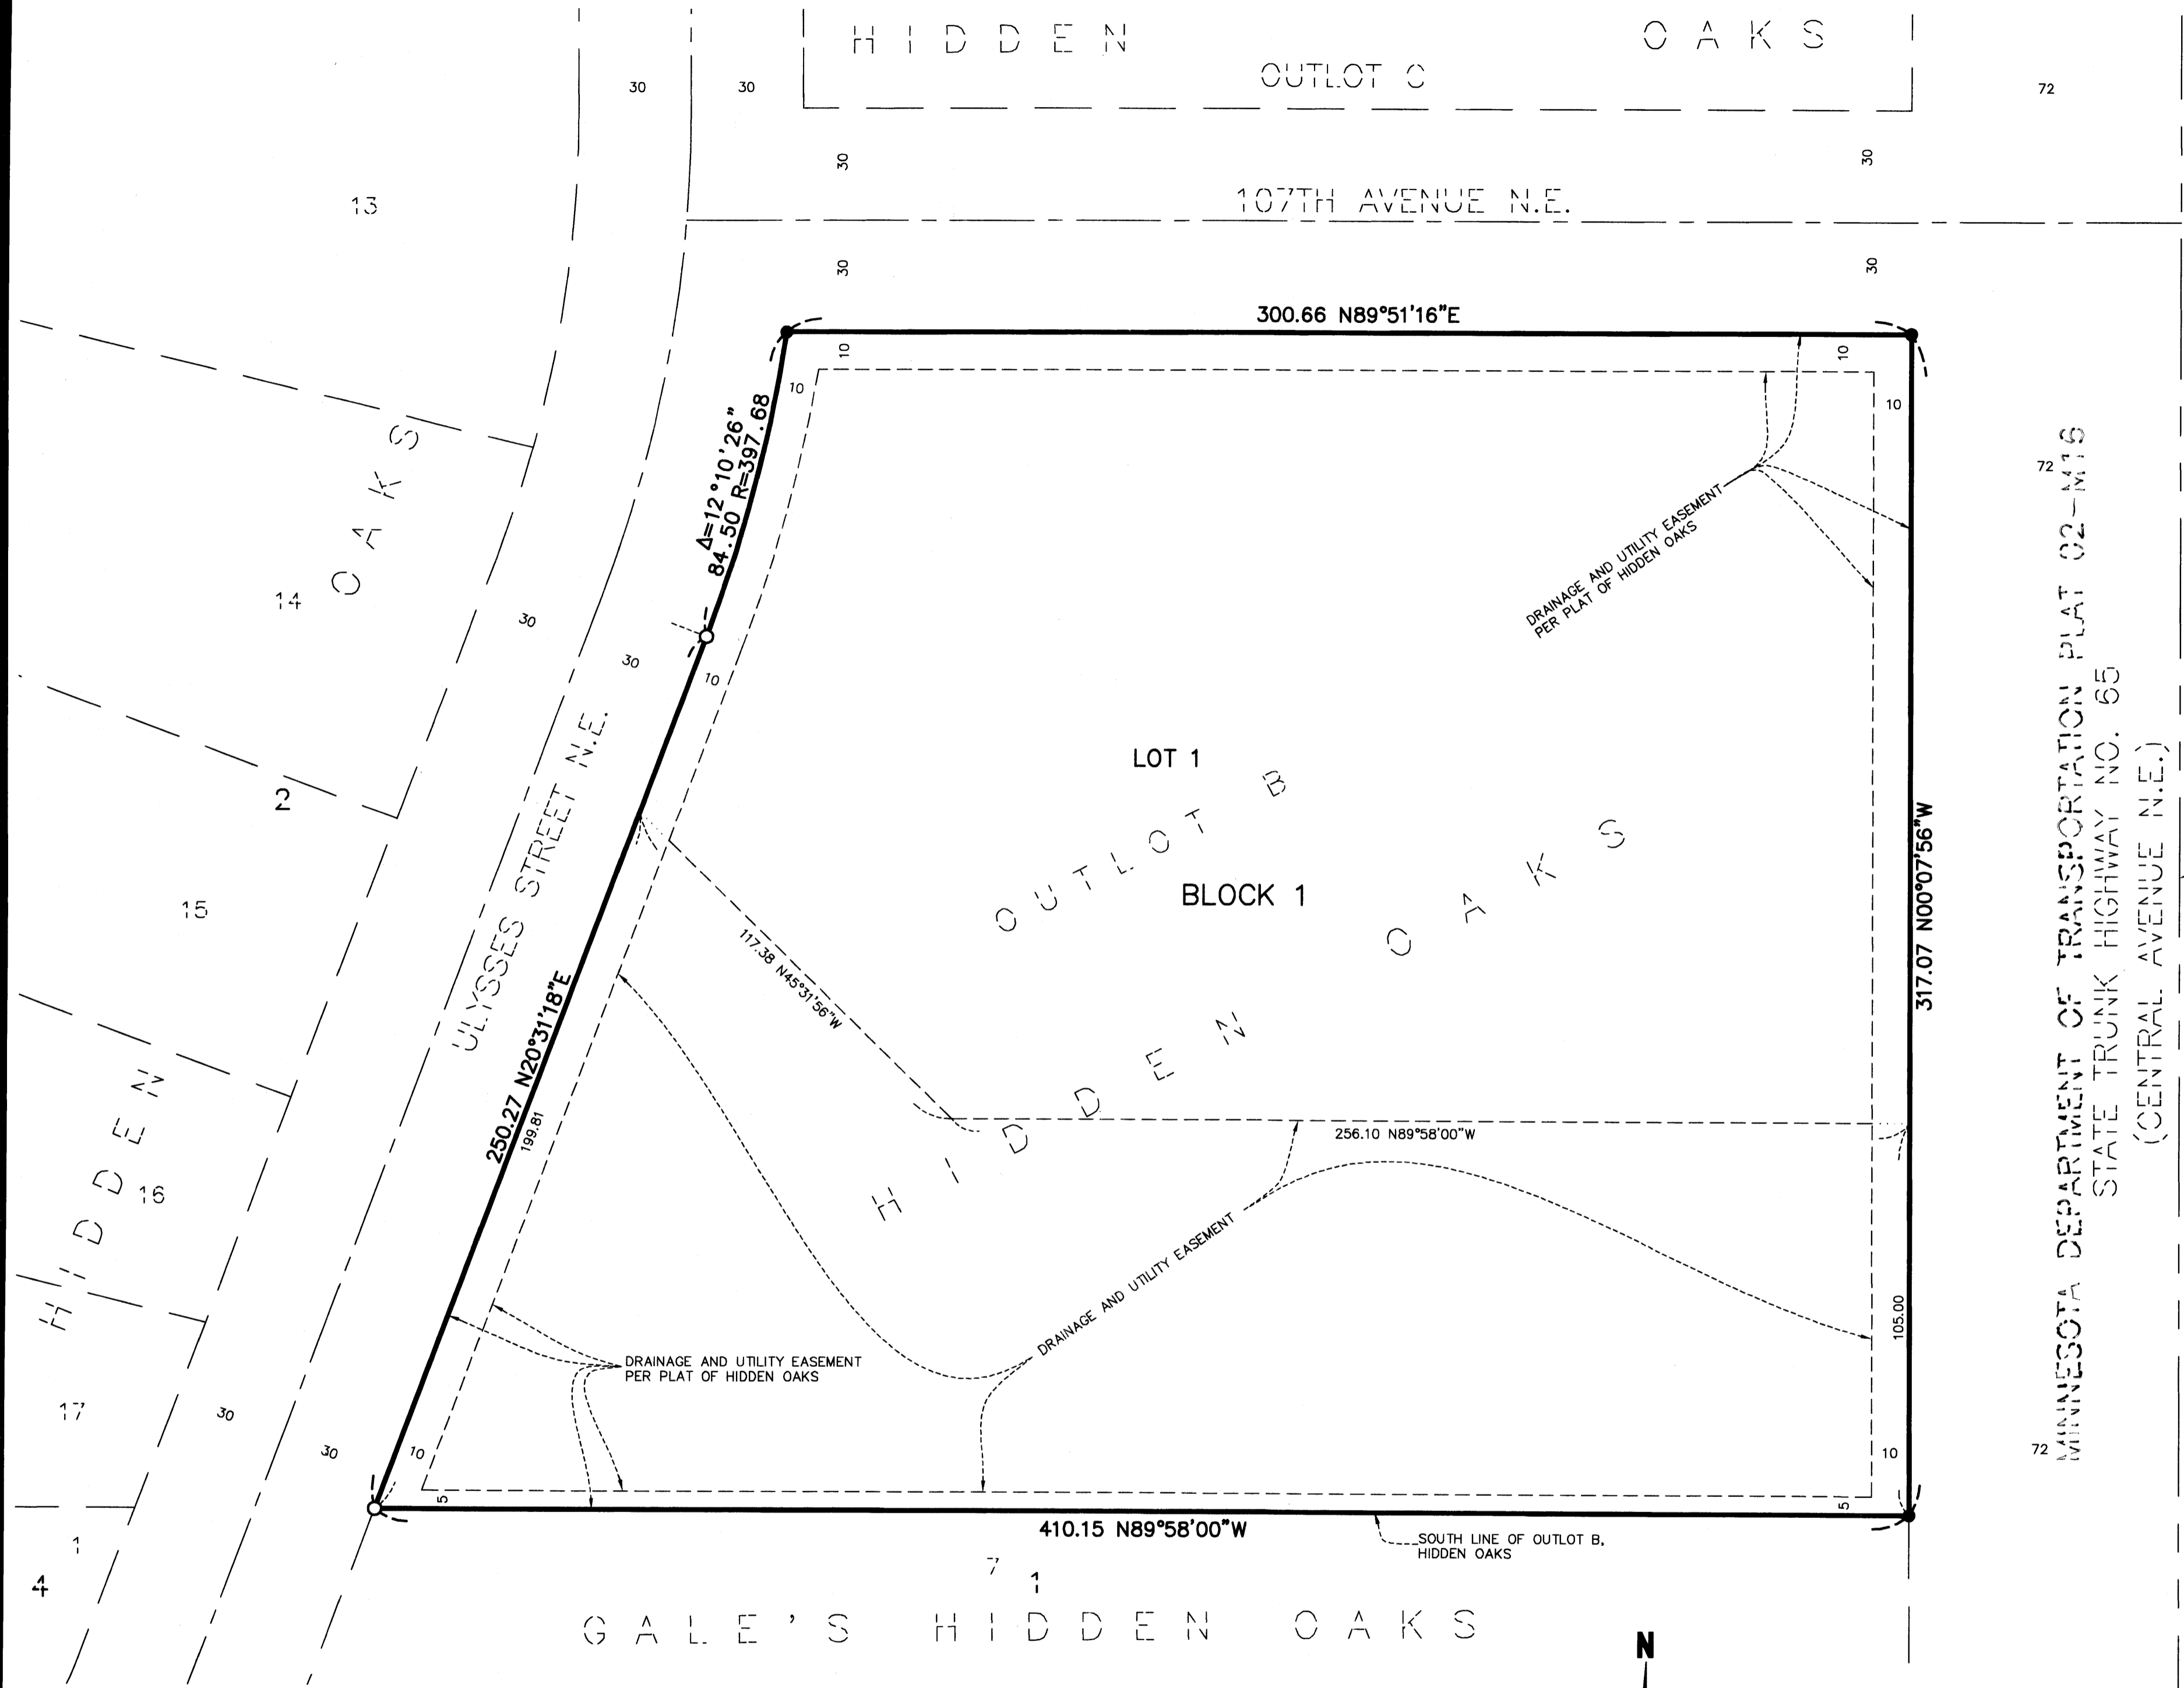 HIDDEN OAKS
OUTLOT C
30
30
72
13
30
30
107TH AVENUE N.E.
30
30
300.66 N89°51'16"E
10
10
10
10
Δ=12°10'26"
84.50 R=397.68
OAKS
72
DRAINAGE AND UTILITY EASEMENT
PER PLAT OF HIDDEN OAKS
14
30
30
10
ULYSSES STREET N.E.
LOT 1
OUTLOT B
BLOCK 1
HIDDEN OAKS
2
15
117.38 N45°31'56"W
317.07 N00°07'56"W
MINNESOTA DEPARTMENT OF TRANSPORTATION PLAT 02-M16
STATE TRUNK HIGHWAY NO. 65
(CENTRAL AVENUE N.E.)
250.27 N20°31'18"E
199.81
256.10 N89°58'00"W
HIDDEN
16
DRAINAGE AND UTILITY EASEMENT
105.00
DRAINAGE AND UTILITY EASEMENT
PER PLAT OF HIDDEN OAKS
17
30
30
10
10
72
5
5
410.15 N89°58'00"W
SOUTH LINE OF OUTLOT B,
HIDDEN OAKS
1
4
7
1
GALE'S HIDDEN OAKS
N